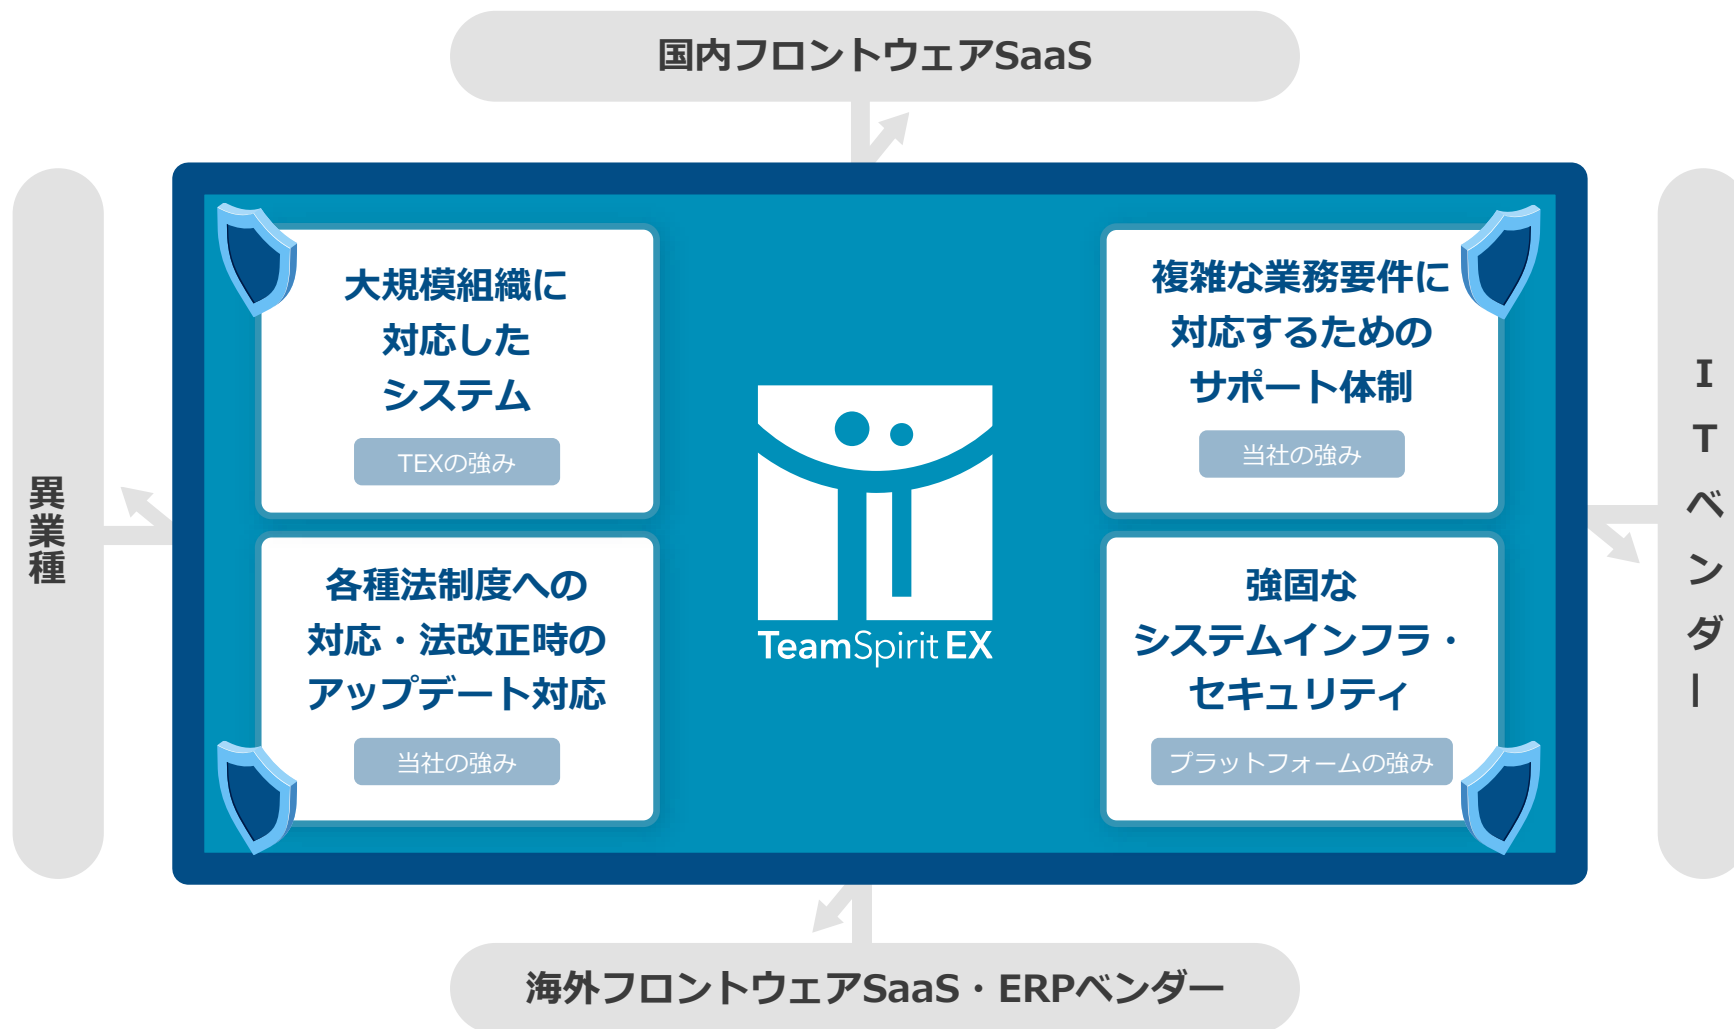 国内フロントウェアSaaS
異業種
大規模組織に
対応した
システム
TEXの強み
複雑な業務要件に
対応するための
サポート体制
当社の強み
各種法制度への
対応・法改正時の
アップデート対応
当社の強み
強固な
システムインフラ・
セキュリティ
プラットフォームの強み
TeamSpirit EX
ITベンダー
海外フロントウェアSaaS・ERPベンダー